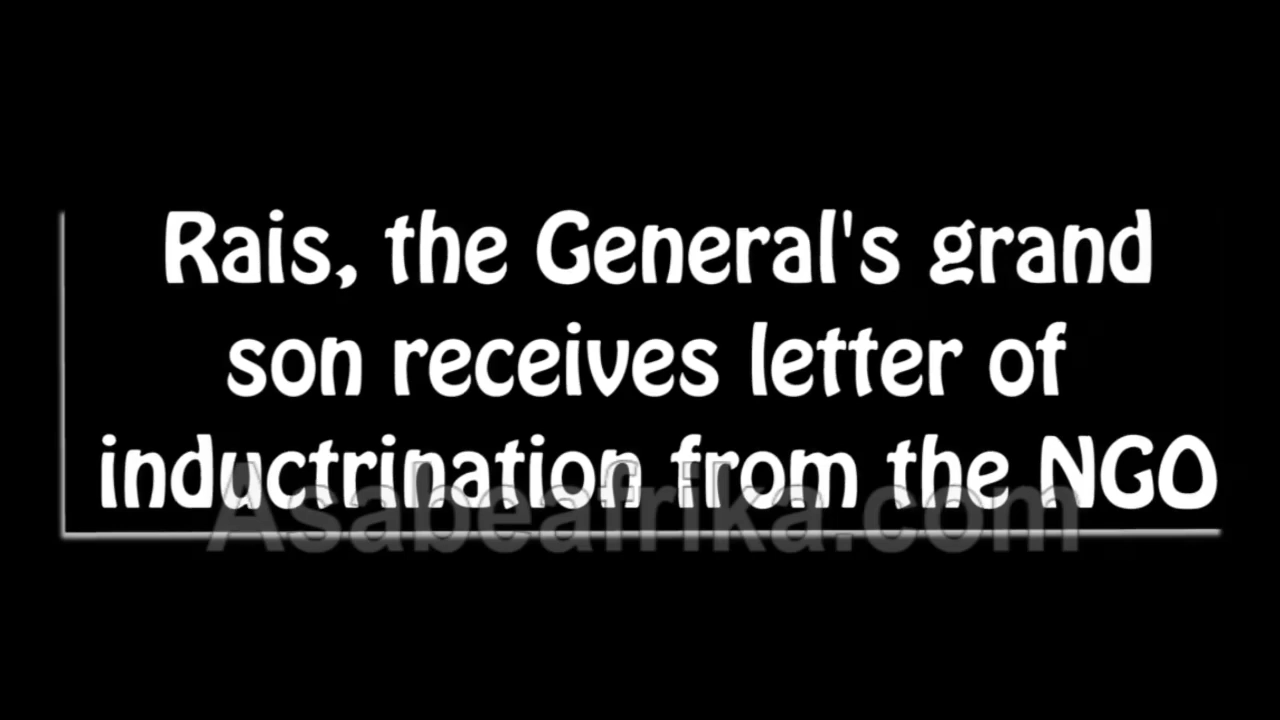 Rais, the General's grand
son receives letter of
inductrination from the NGO
Asabeafrika.com